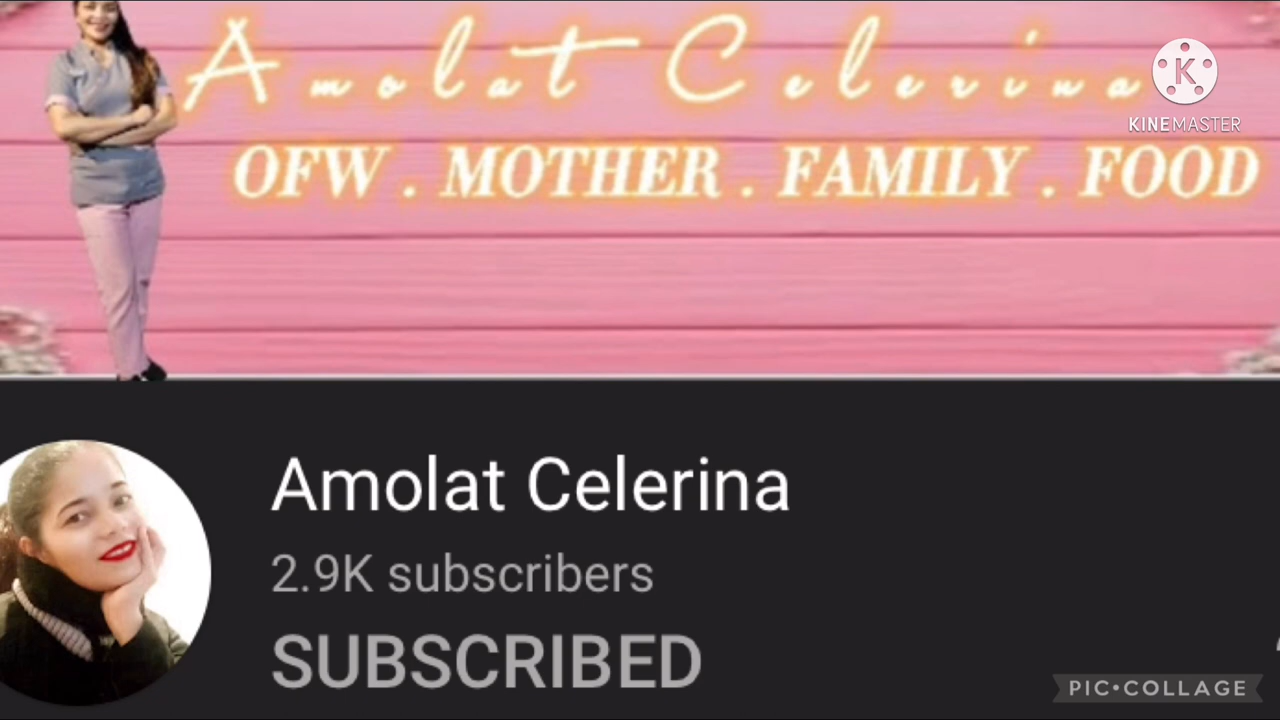 Amolat Celerina
K
KINEMASTER
OFW . MOTHER . FAMILY . FOOD
Amolat Celerina
2.9K subscribers
SUBSCRIBED
PIC•COLLAGE